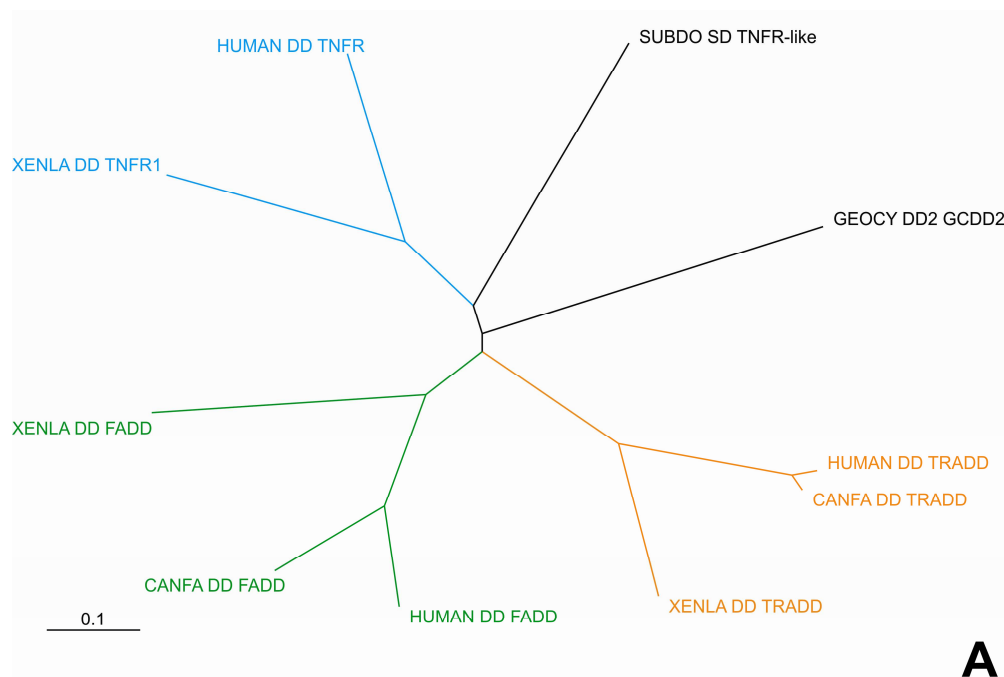 SUBDO SD TNFR-like
HUMAN DD TNFR
XENLA DD TNFR1
GEOCY DD2 GCDD2
XENLA DD FADD
HUMAN DD TRADD
CANFA DD TRADD
CANFA DD FADD
XENLA DD TRADD
HUMAN DD FADD
0.1
A